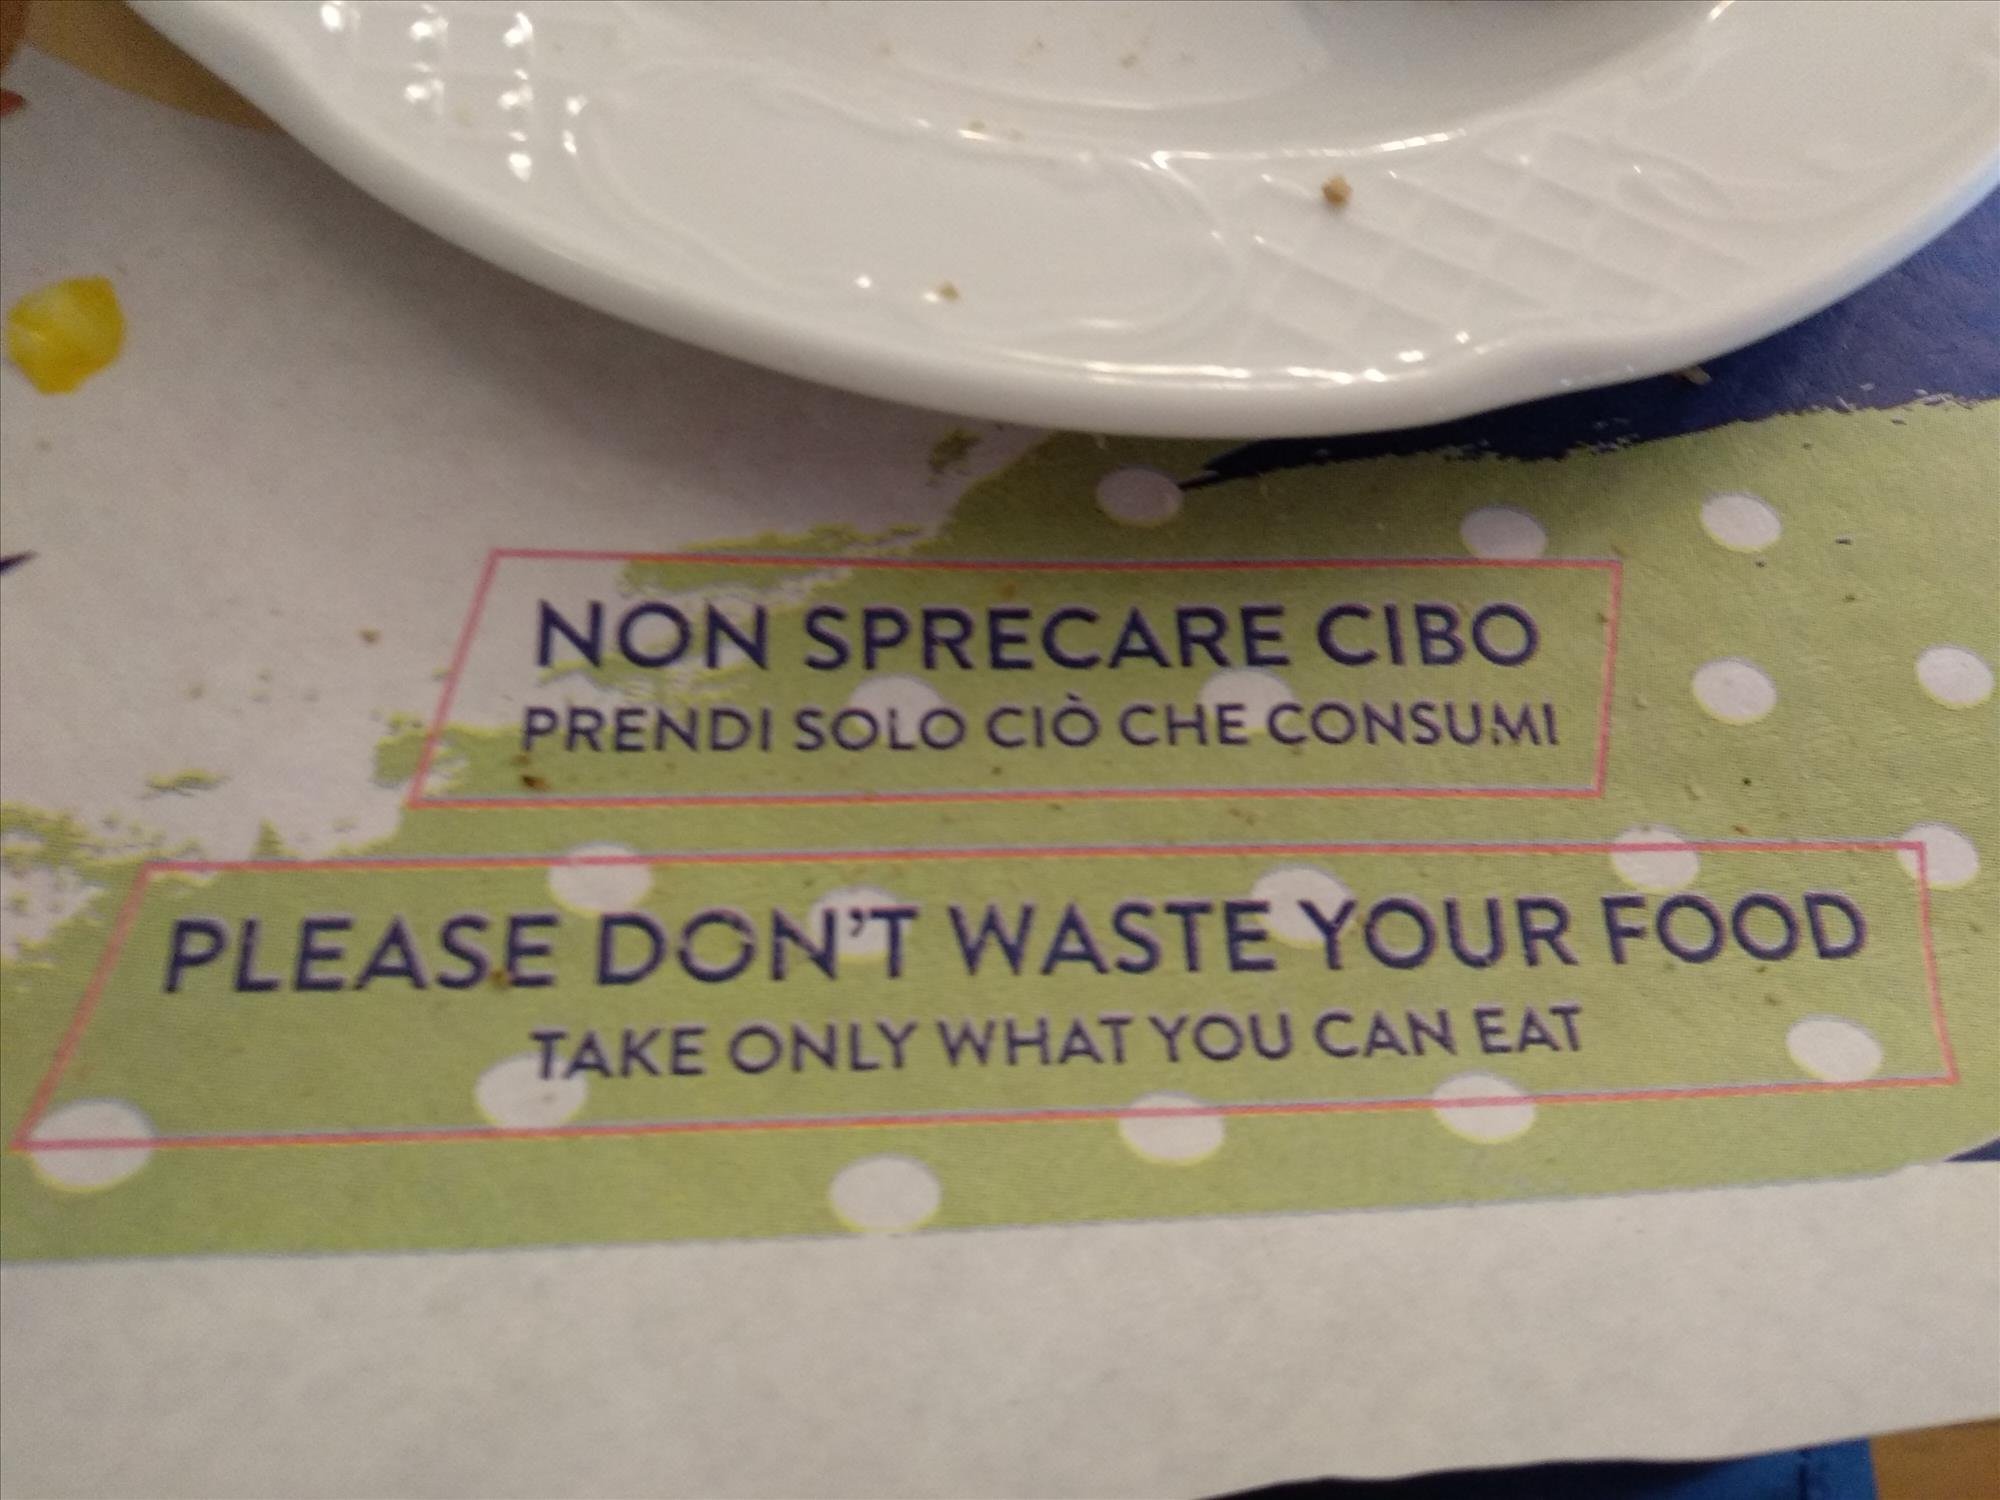 NON SPRECARE CIBO
PRENDI SOLO CIÒ CHE CONSUMI
PLEASE DON'T WASTE YOUR FOOD
TAKE ONLY WHAT YOU CAN EAT